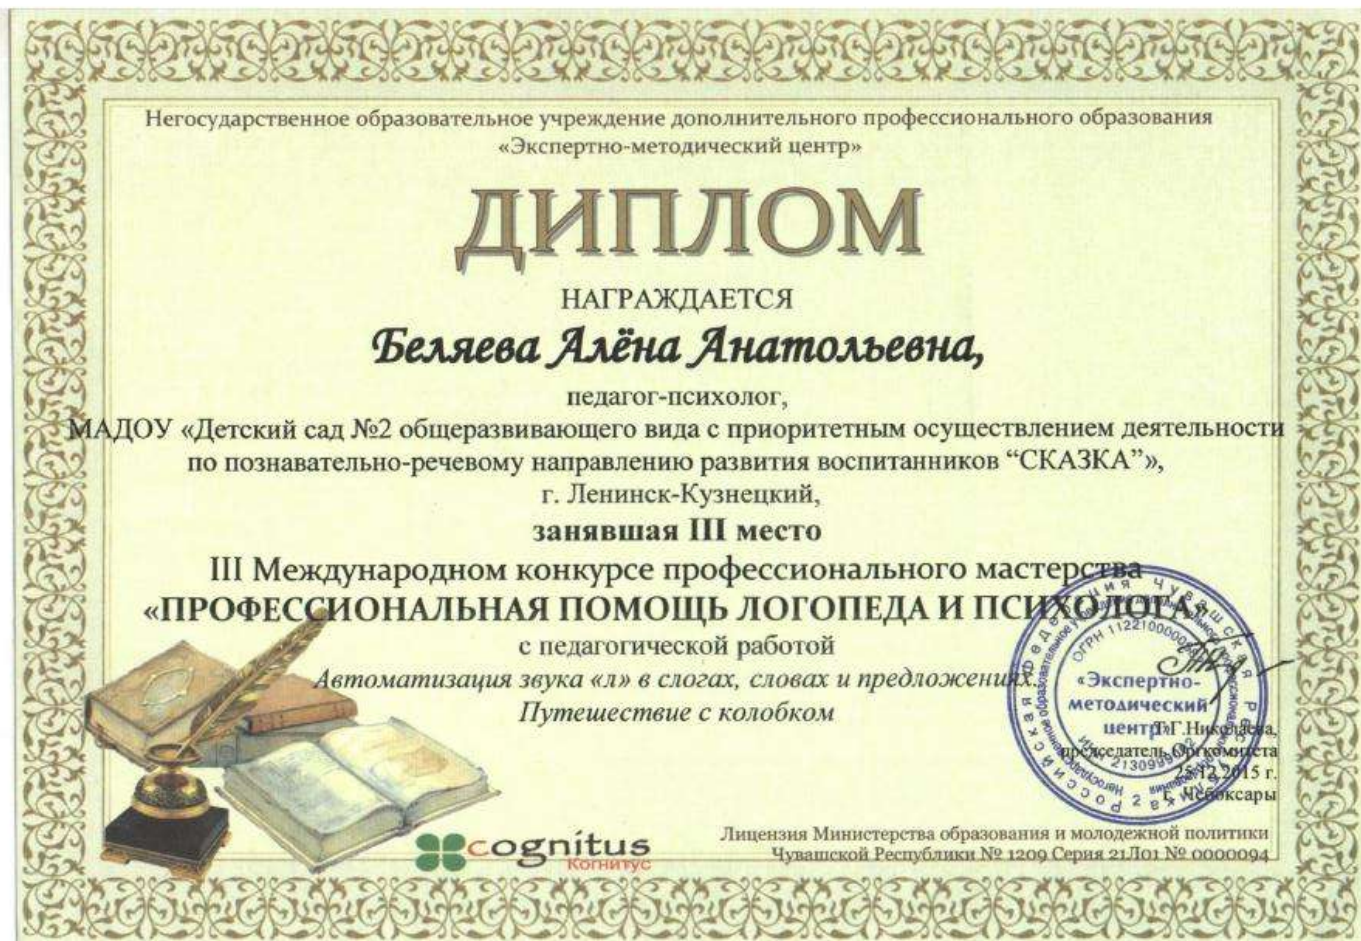 Негосударственное образовательное учреждение дополнительного профессионального образования
«Экспертно-методический центр»
ДИПЛОМ
НАГРАЖДАЕТСЯ
Беляева Алёна Анатольевна,
педагог-психолог,
МАДОУ «Детский сад №2 общеразвивающего вида с приоритетным осуществлением деятельности
по познавательно-речевому направлению развития воспитанников “СКАЗКА”»,
г. Ленинск-Кузнецкий,
занявшая III место
III Международном конкурсе профессионального мастерства
«ПРОФЕССИОНАЛЬНАЯ ПОМОЩЬ ЛОГОПЕДА И ПСИХОЛОГА»
с педагогической работой
Автоматизация звука «л» в слогах, словах и предложениях.
Путешествие с колобком
«Экспертно-
методический
центр»
Т.Г.Николаева,
председатель Оргкомитета
25.12.2015 г.
г. Чебоксары
cognitus
Когнитус
Лицензия Министерства образования и молодежной политики
Чувашской Республики № 1209 Серия 21Л01 № 0000094